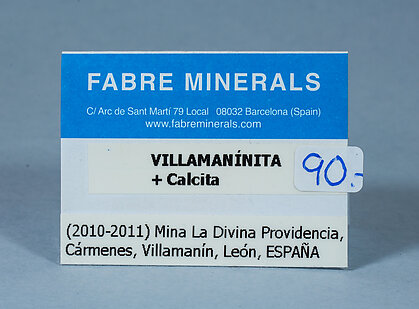 FABRE MINERALS
C/ Arc de Sant Martí 79 Local 08032 Barcelona (Spain)
www.fabreminerals.com
VILLAMANÍNITA
+ Calcita
90.-
(2010-2011) Mina La Divina Providencia,
Cármenes, Villamanín, León, ESPAÑA